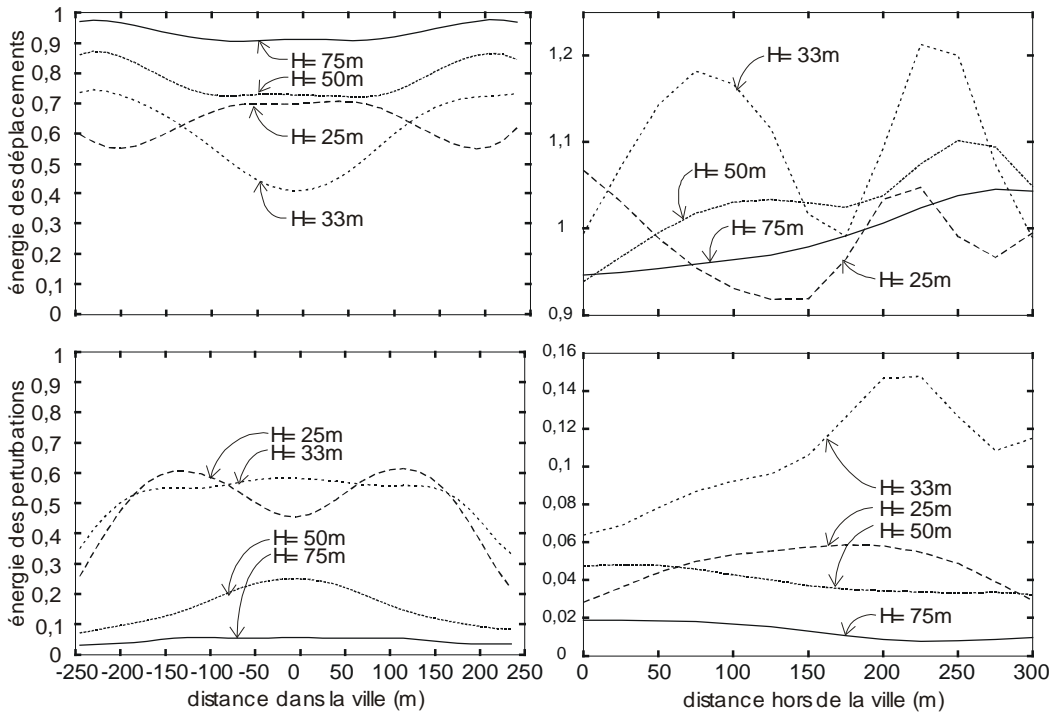 énergie des déplacements
1
0,9
0,8
0,7
0,6
0,5
0,4
0,3
0,2
0,1
0
H= 75m
H= 50m
H= 25m
H= 33m
1,2
1,1
1
0,9
H= 33m
H= 50m
H= 75m
H= 25m
énergie des perturbations
1
0,9
0,8
0,7
0,6
0,5
0,4
0,3
0,2
0,1
0
H= 25m
H= 33m
H= 50m
H= 75m
-250 -200 -150 -100 -50 0 50 100 150 200 250
distance dans la ville (m)
0,16
0,14
0,12
0,1
0,08
0,06
0,04
0,02
0
H= 33m
H= 25m
H= 50m
H= 75m
0 50 100 150 200 250 300
distance hors de la ville (m)